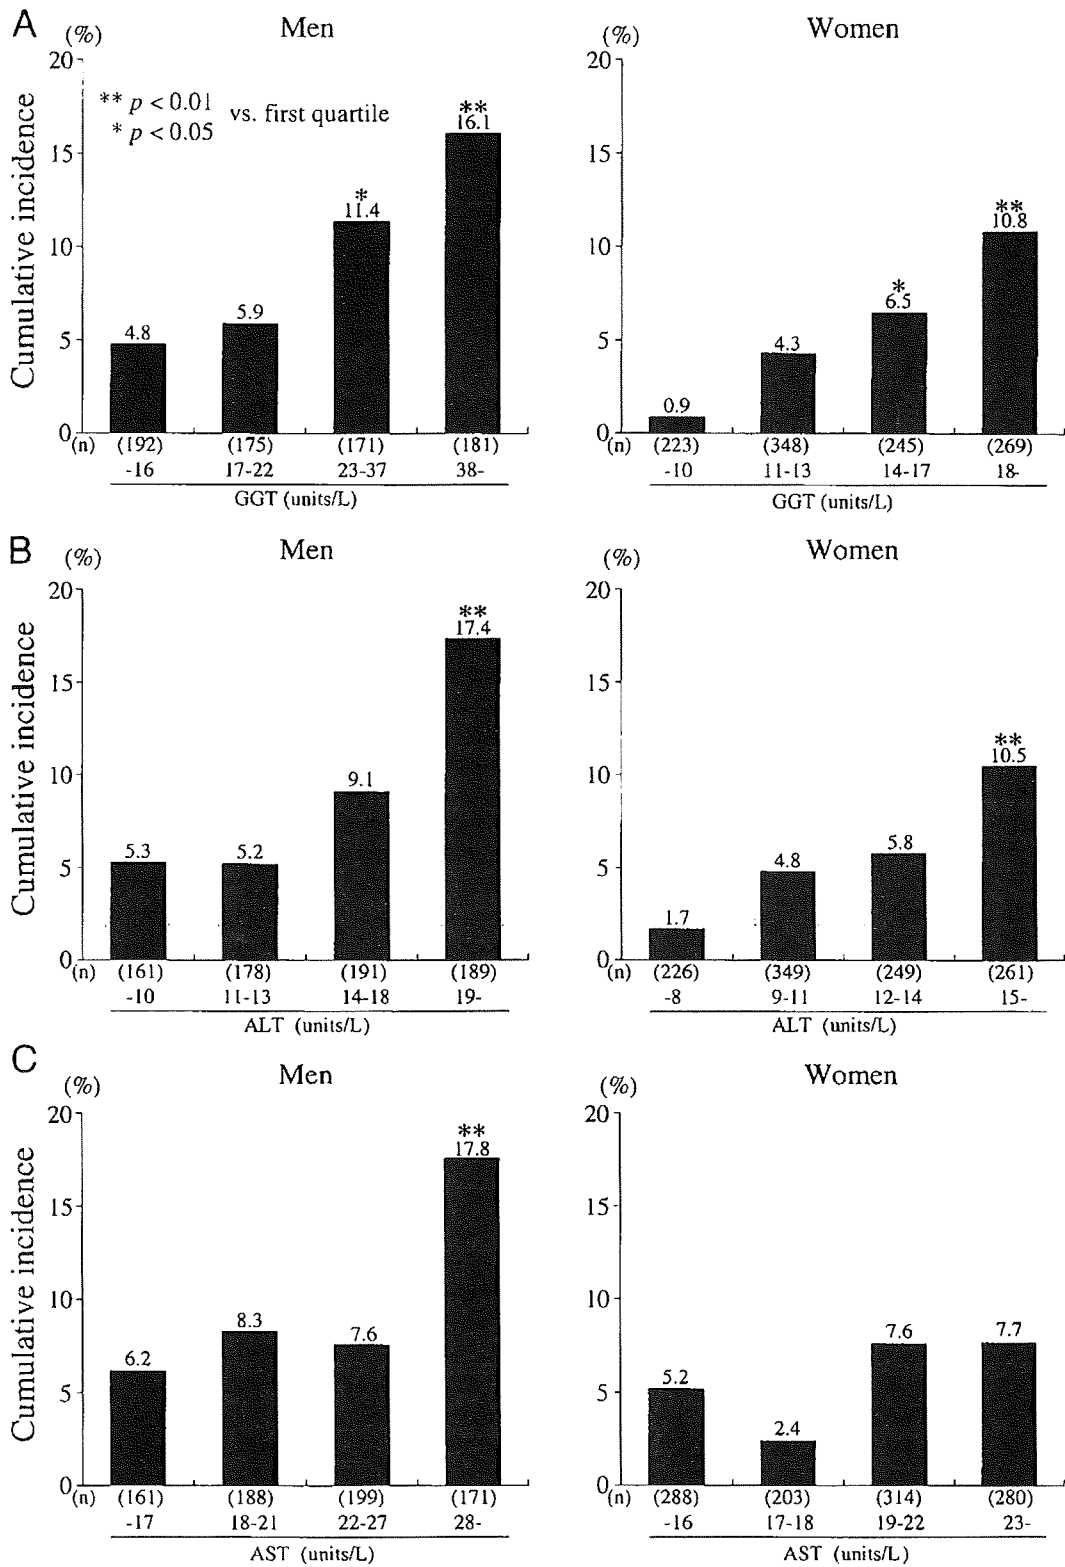 A
(%)
Men
20
15
10
5
0
Cumulative incidence
** p < 0.01
* p < 0.05
vs. first quartile
4.8
5.9
*
11.4
**
16.1
(n) (192) (175) (171) (181)
-16 17-22 23-37 38-
GGT (units/L)
(%)
Women
20
15
10
5
0
0.9
4.3
*
6.5
**
10.8
(n) (223) (348) (245) (269)
-10 11-13 14-17 18-
GGT (units/L)
B
(%)
Men
20
15
10
5
0
Cumulative incidence
5.3
5.2
9.1
**
17.4
(n) (161) (178) (191) (189)
-10 11-13 14-18 19-
ALT (units/L)
(%)
Women
20
15
10
5
0
1.7
4.8
5.8
**
10.5
(n) (226) (349) (249) (261)
-8 9-11 12-14 15-
ALT (units/L)
C
(%)
Men
20
15
10
5
0
Cumulative incidence
6.2
8.3
7.6
**
17.8
(n) (161) (188) (199) (171)
-17 18-21 22-27 28-
AST (units/L)
(%)
Women
20
15
10
5
0
5.2
2.4
7.6
7.7
(n) (288) (203) (314) (280)
-16 17-18 19-22 23-
AST (units/L)